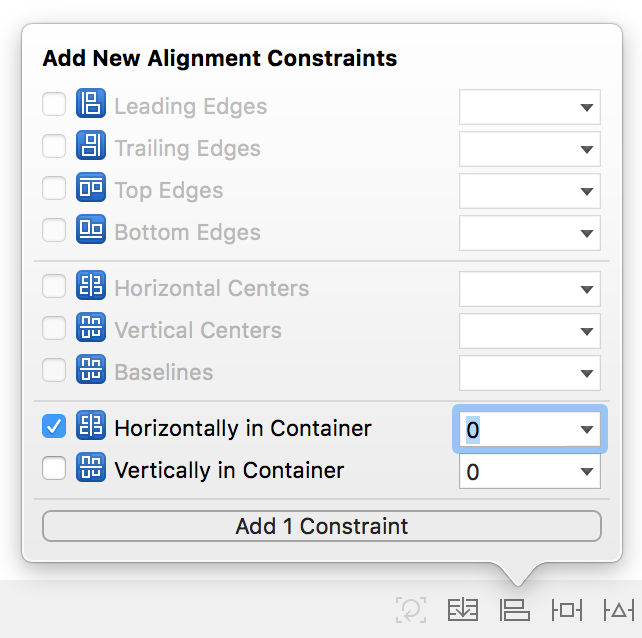 Add New Alignment Constraints
Leading Edges
Trailing Edges
Top Edges
Bottom Edges
Horizontal Centers
Vertical Centers
Baselines
Horizontally in Container 0
Vertically in Container 0
Add 1 Constraint